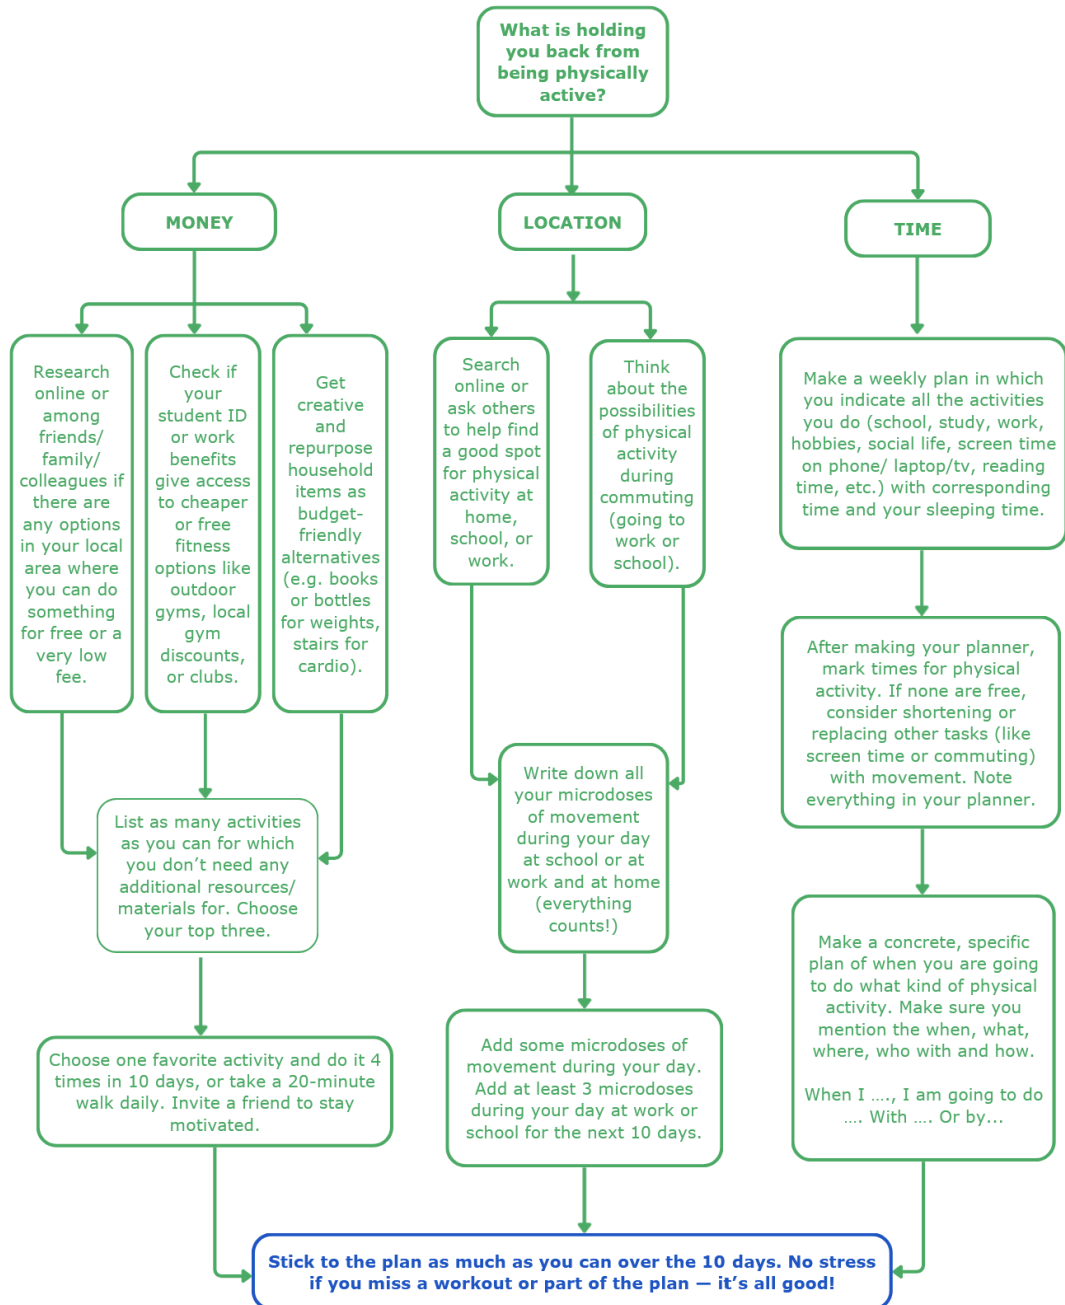 What is holding
you back from
being physically
active?
MONEY
LOCATION
TIME
Research
online or
among
friends/
family/
colleagues if
there are
any options
in your local
area where
you can do
something
for free or a
very low
fee.
Check if
your
student ID
or work
benefits
give access
to cheaper
or free
fitness
options like
outdoor
gyms, local
gym
discounts,
or clubs.
Get
creative
and
repurpose
household
items as
budget-
friendly
alternatives
(e.g. books
or bottles
for weights,
stairs for
cardio).
Search
online or
ask others
to help find
a good spot
for physical
activity at
home,
school, or
work.
Think
about the
possibilities
of physical
activity
during
commuting
(going to
work or
school).
Make a weekly plan in which
you indicate all the activities
you do (school, study, work,
hobbies, social life, screen time
on phone/ laptop/tv, reading
time, etc.) with corresponding
time and your sleeping time.
List as many activities
as you can for which
you don’t need any
additional resources/
materials for. Choose
your top three.
Write down all
your microdoses
of movement
during your day
at school or at
work and at home
(everything
counts!)
After making your planner,
mark times for physical
activity. If none are free,
consider shortening or
replacing other tasks (like
screen time or commuting)
with movement. Note
everything in your planner.
Choose one favorite activity and do it 4
times in 10 days, or take a 20-minute
walk daily. Invite a friend to stay
motivated.
Add some microdoses of
movement during your day.
Add at least 3 microdoses
during your day at work or
school for the next 10 days.
Make a concrete, specific
plan of when you are going
to do what kind of physical
activity. Make sure you
mention the when, what,
where, who with and how.
When I …., I am going to do
…. With …. Or by...
Stick to the plan as much as you can over the 10 days. No stress
if you miss a workout or part of the plan — it’s all good!